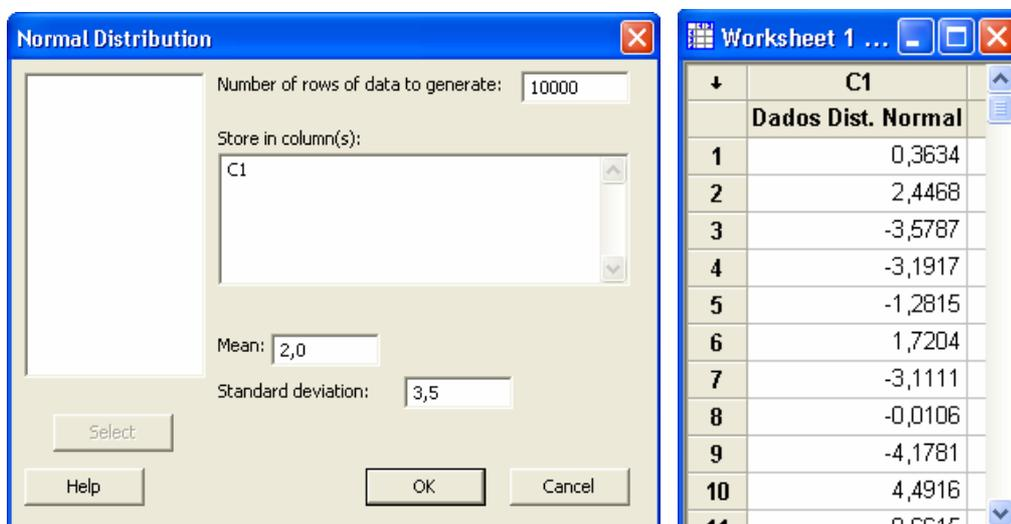 Normal Distribution
Number of rows of data to generate: 10000
Store in column(s):
C1
Mean: 2,0
Standard deviation: 3,5
Select
Help OK Cancel
Worksheet 1 ...
C1
Dados Dist. Normal
1 0,3634
2 2,4468
3 -3,5787
4 -3,1917
5 -1,2815
6 1,7204
7 -3,1111
8 -0,0106
9 -4,1781
10 4,4916